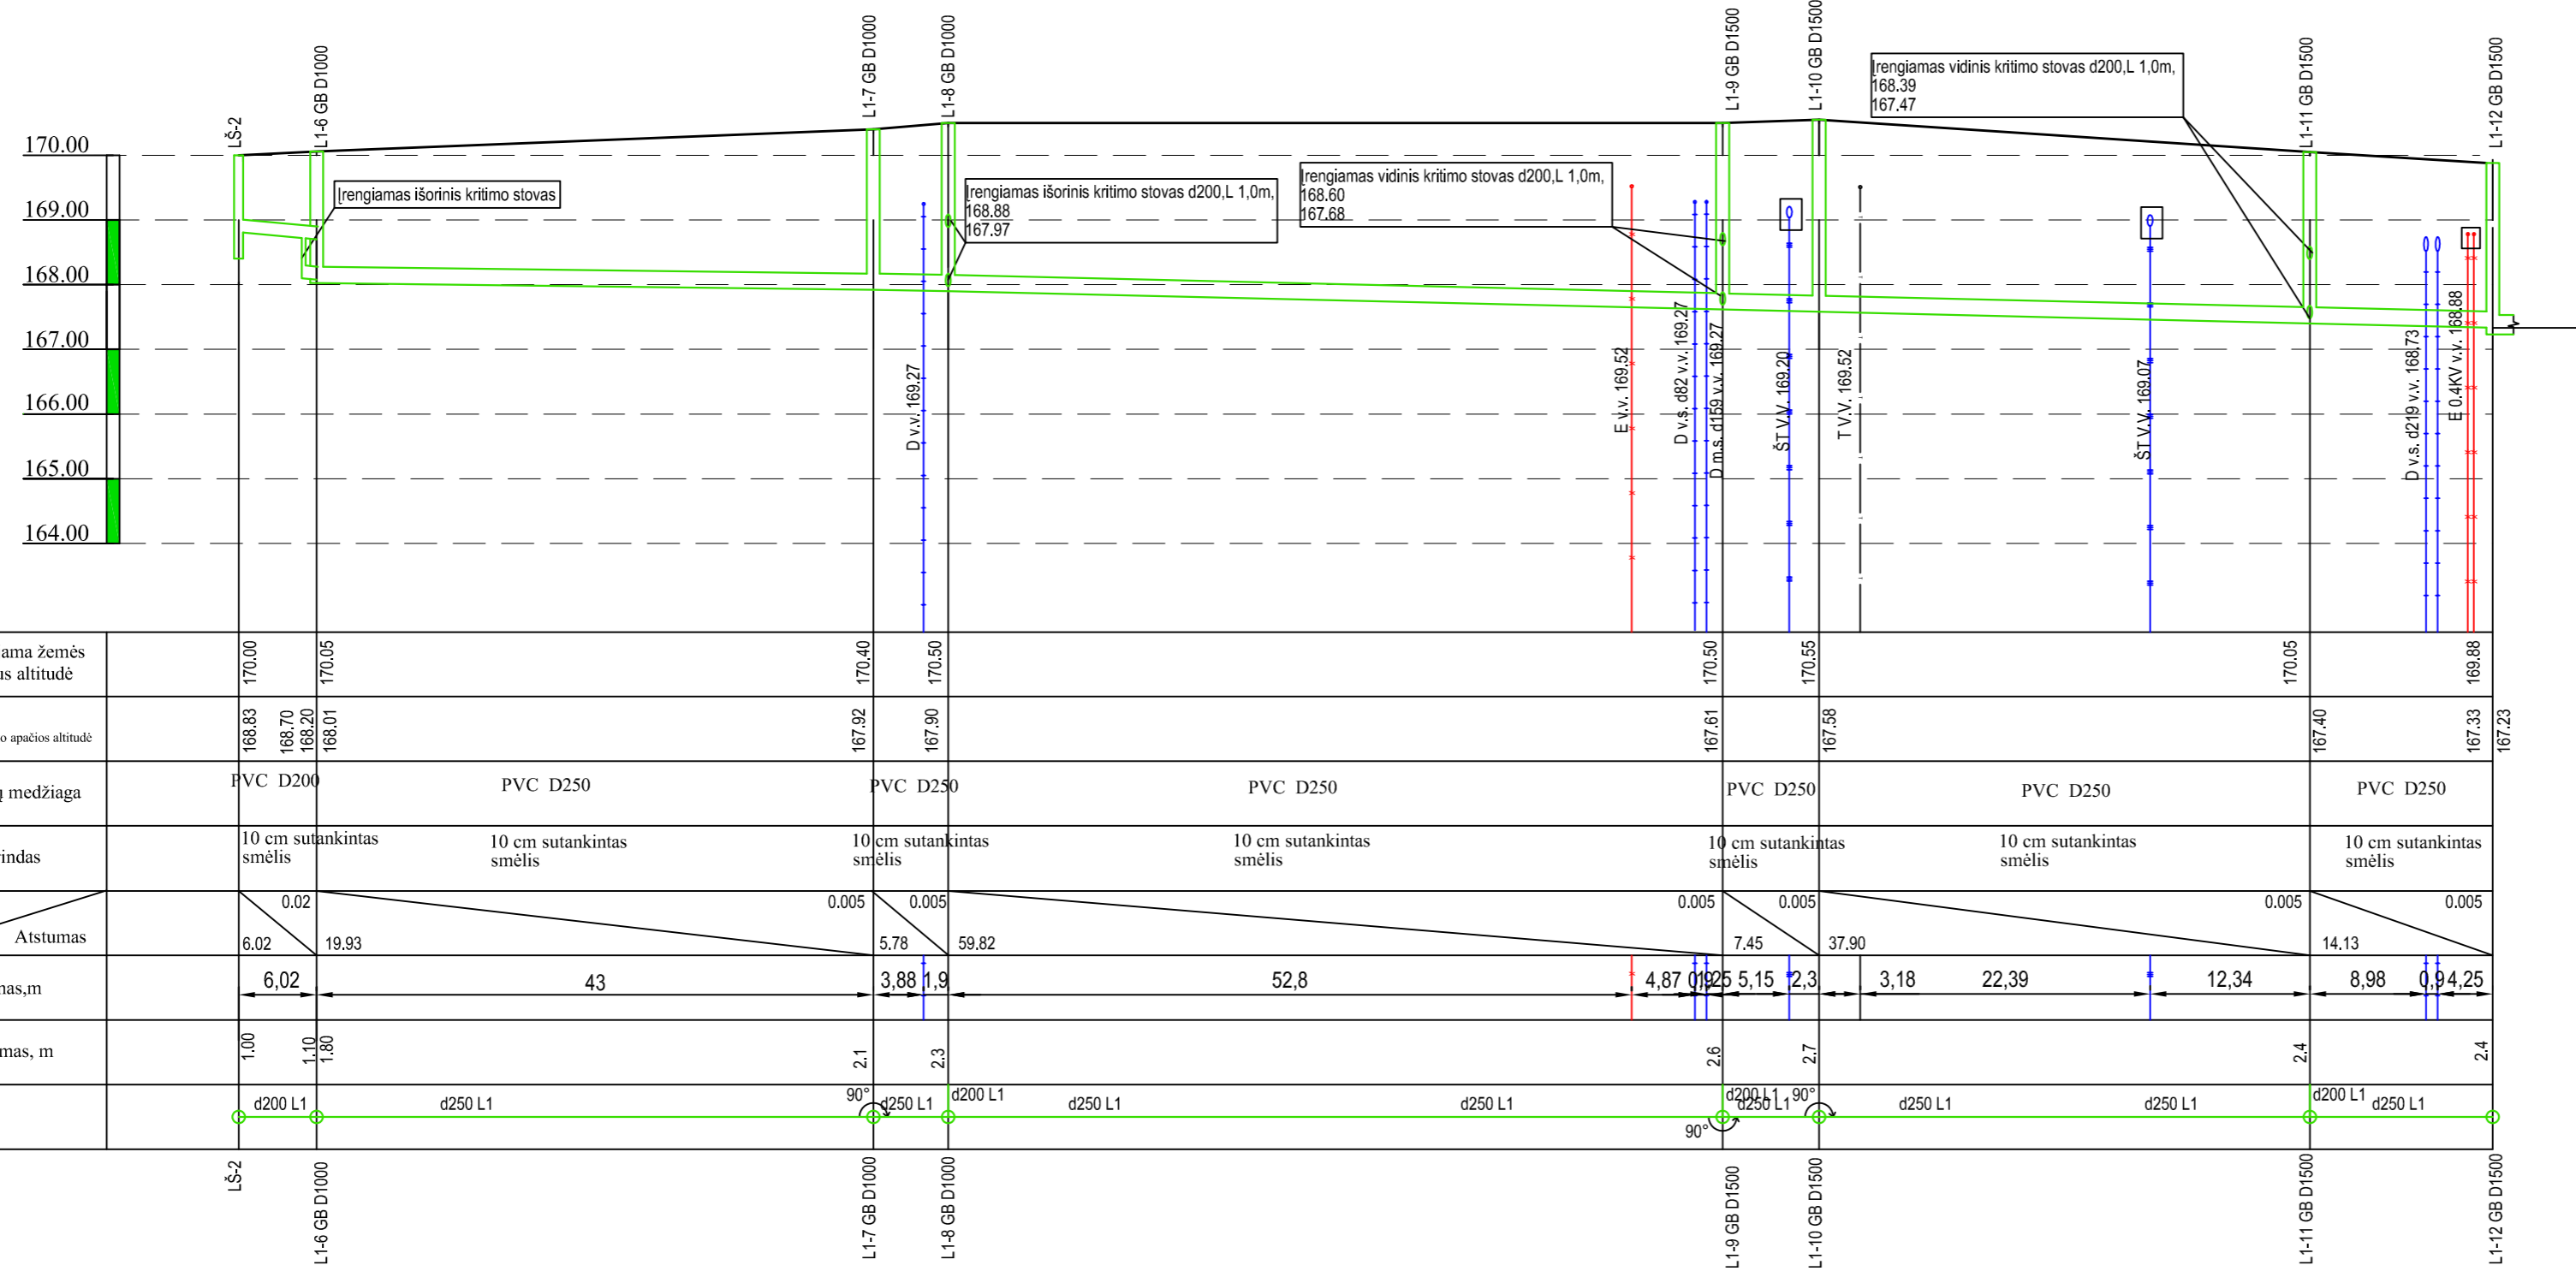 LŠ-2
L1-6 GB D1000
L1-7 GB D1000
L1-8 GB D1000
L1-9 GB D1500
L1-10 GB D1500
L1-11 GB D1500
L1-12 GB D1500
Įrengiamas vidinis kritimo stovas d200,L 1,0m,
168.39
167.47
Įrengiamas išorinis kritimo stovas
Įrengiamas išorinis kritimo stovas d200,L 1,0m,
168.88
167.97
Įrengiamas vidinis kritimo stovas d200,L 1,0m,
168.60
167.68
170.00
169.00
168.00
167.00
166.00
165.00
164.00
D v.v. 169.27
E v.v. 169.52
D v.s. d82 v.v. 169.27
D m.s. d159 v.v. 169.27
ŠT V.V. 169.20
T V.V. 169.52
ŠT V.V. 169.07
D v.s. d219 v.v. 168,73
E 0.4KV v.v. 168.88
ama žemės
us altitudė
170.00
170.05
170.40
170.50
170.50
170.55
170.05
169.88
o apačios altitudė
168.83
168.70
168.20
168.01
167.92
167.90
167.61
167.58
167.40
167.33
167.23
ų medžiaga
PVC D200
PVC D250
PVC D250
PVC D250
PVC D250
PVC D250
PVC D250
indas
10 cm sutankintas
smėlis
10 cm sutankintas
smėlis
10 cm sutankintas
smėlis
10 cm sutankintas
smėlis
10 cm sutankintas
smėlis
10 cm sutankintas
smėlis
10 cm sutankintas
smėlis
0.02
0.005
0.005
0.005
0.005
0.005
0.005
Atstumas
6.02
19.93
5.78
59.82
7.45
37.90
14.13
nas,m
6,02
43
3,88
1,9
52,8
4,87
0,9
1,25
5,15
2,3
3,18
22,39
12,34
8,98
0,9
4,25
mas, m
1.00
1.10
1.80
2.1
2.3
2.6
2.7
2.4
2.4
d200 L1
d250 L1
90°
d250 L1
d200 L1
d250 L1
d250 L1
90°
d200 L1
d250 L1
90°
d250 L1
d250 L1
d200 L1
d250 L1
LŠ-2
L1-6 GB D1000
L1-7 GB D1000
L1-8 GB D1000
L1-9 GB D1500
L1-10 GB D1500
L1-11 GB D1500
L1-12 GB D1500